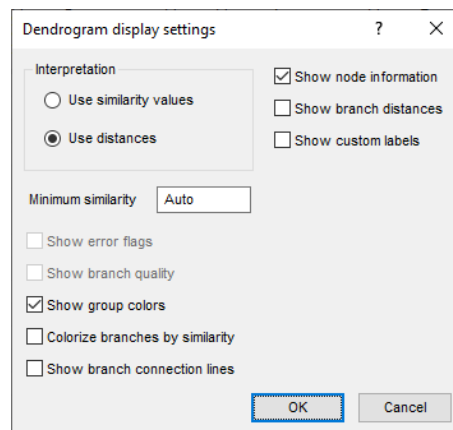 Dendrogram display settings
?
Interpretation
Use similarity values
Use distances
Show node information
Show branch distances
Show custom labels
Minimum similarity Auto
Show error flags
Show branch quality
Show group colors
Colorize branches by similarity
Show branch connection lines
OK Cancel